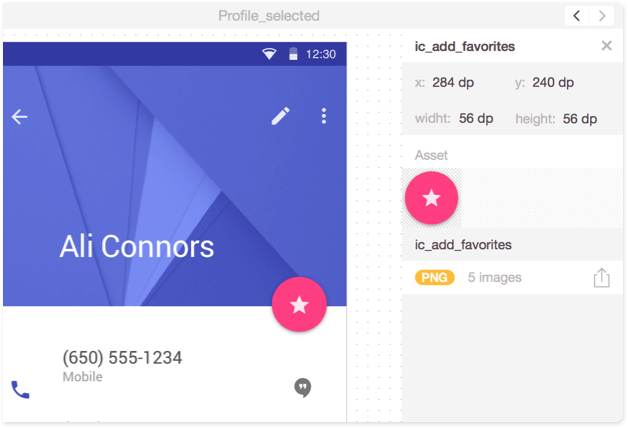 Profile_selected
12:30
Ali Connors
(650) 555-1234
Mobile
ic_add_favorites
x: 284 dp
y: 240 dp
widht: 56 dp
height: 56 dp
Asset
ic_add_favorites
PNG 5 images